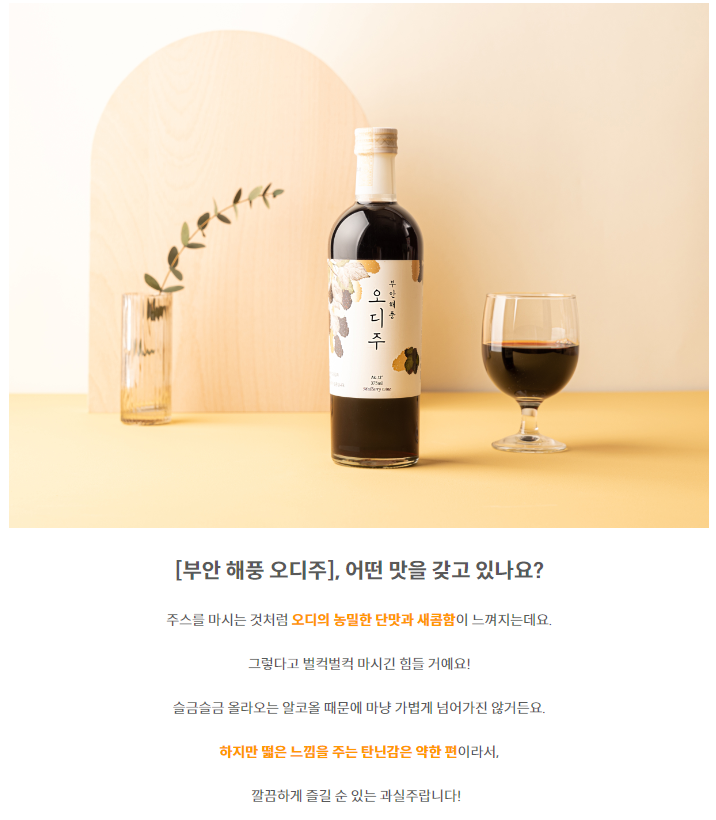 부안해풍
오디주
375ml
Mulberry wine
[부안 해풍 오디주], 어떤 맛을 갖고 있나요?
주스를 마시는 것처럼 오디의 농밀한 단맛과 새콤함이 느껴지는데요.
그렇다고 벌컥벌컥 마시긴 힘들 거예요!
슬금슬금 올라오는 알코올 때문에 마냥 가볍게 넘어가진 않거든요.
하지만 떫은 느낌을 주는 탄닌감은 약한 편이라서,
깔끔하게 즐길 순 있는 과실주랍니다!